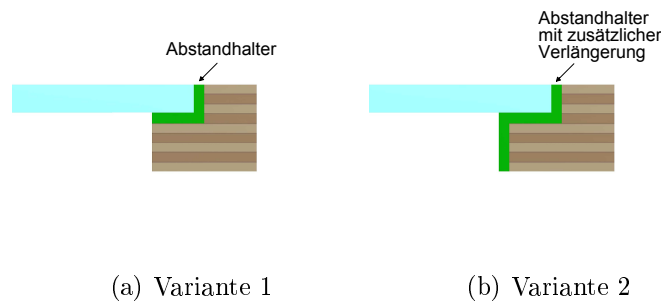 Abstandhalter
Abstandhalter
mit zusätzlicher
Verlängerung
(a) Variante 1
(b) Variante 2